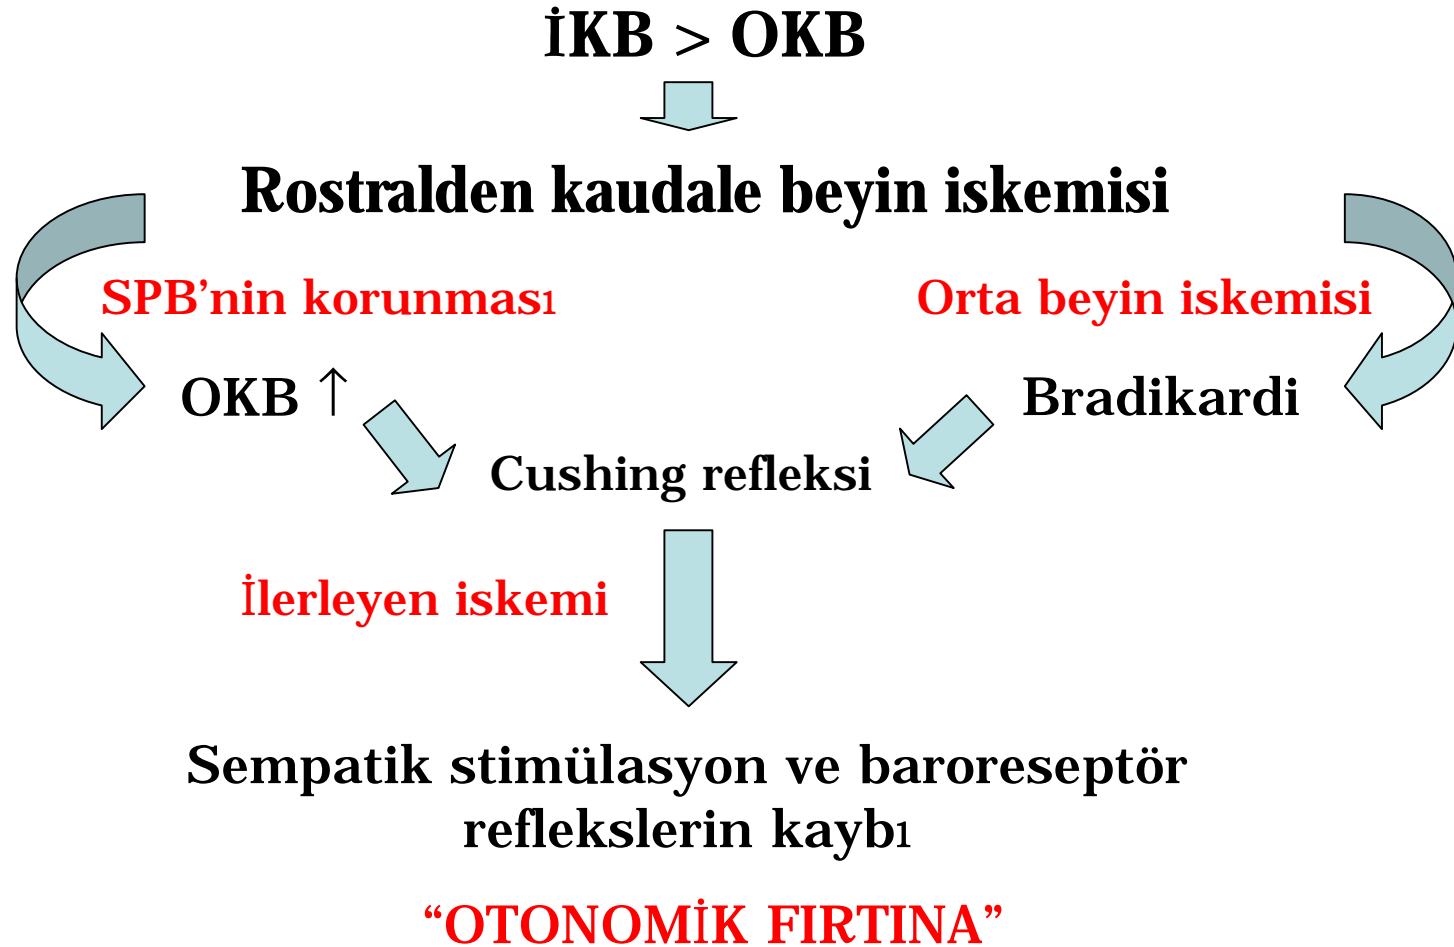 İKB > OKB
Rostralden kaudale beyin iskemisi
SPB’nin korunması
Orta beyin iskemisi
OKB ↑
Bradikardi
Cushing refleksi
İlerleyen iskemi
Sempatik stimülasyon ve baroreseptör
reflekslerin kaybı
“OTONOMİK FIRTINA”